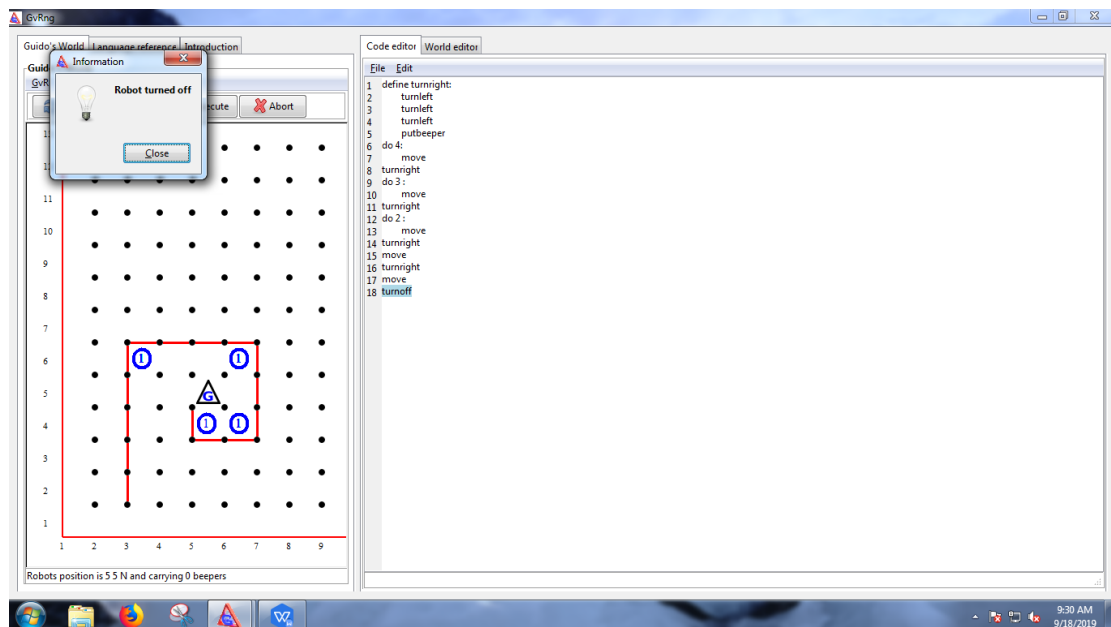 GvRng
Guido's World Language reference Introduction
Code editor World editor
Information
Robot turned off
Close
Guid
GvR
ecute Abort
File Edit
1 define turnright:
2 turnleft
3 turnleft
4 turnleft
5 putbeeper
6 do 4:
7 move
8 turnright
9 do 3 :
10 move
11 turnright
12 do 2 :
13 move
14 turnright
15 move
16 turnright
17 move
18 turnoff
11
10
9
8
7
6 1 1
5 G
4 1 1
3
2
1
1 2 3 4 5 6 7 8 9
Robots position is 5 5 N and carrying 0 beepers
9:30 AM
9/18/2019